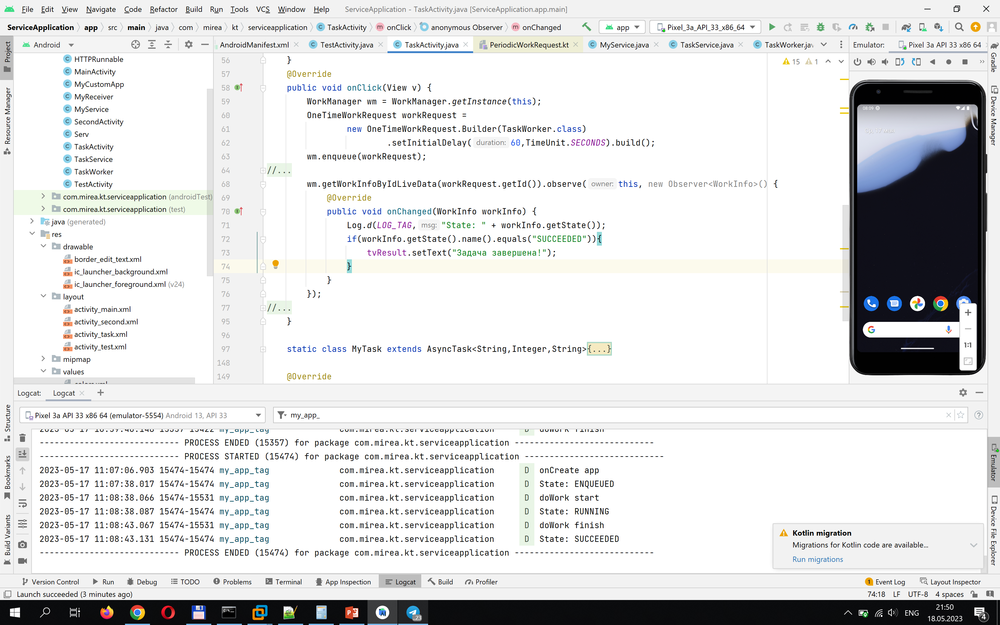 File Edit View Navigate Code Refactor Build Run Tools VCS Window Help ServiceApplication - TaskActivity.java [ServiceApplication.app.main]
ServiceApplication app src main java com mirea kt serviceapplication TaskActivity onClick anonymous Observer onChanged app Pixel_3a_API_33_x86_64
Android
AndroidManifest.xml TestActivity.java TaskActivity.java PeriodicWorkRequest.kt MyService.java TaskService.java TaskWorker.jav Emulator: Pixel 3a API 33 x86 64
Project
Resource Manager
Structure
Bookmarks
Build Variants
HTTPRunnable
MainActivity
MyCustomApp
MyReceiver
MyService
SecondActivity
Serv
TaskActivity
TaskService
TaskWorker
TestActivity
com.mirea.kt.serviceapplication (androidTest)
com.mirea.kt.serviceapplication (test)
java (generated)
res
drawable
border_edit_text.xml
ic_launcher_background.xml
ic_launcher_foreground.xml (v24)
layout
activity_main.xml
activity_second.xml
activity_task.xml
activity_test.xml
mipmap
values
colors.xml
15 1
56 }
57 @Override
58 public void onClick(View v) {
59 WorkManager wm = WorkManager.getInstance(this);
60 OneTimeWorkRequest workRequest =
61 new OneTimeWorkRequest.Builder(TaskWorker.class)
62 .setInitialDelay( duration: 60,TimeUnit.SECONDS).build();
63 wm.enqueue(workRequest);
64 //...
68 wm.getWorkInfoByIdLiveData(workRequest.getId()).observe( owner: this, new Observer<WorkInfo>() {
69 @Override
70 public void onChanged(WorkInfo workInfo) {
71 Log.d(LOG_TAG, msg: "State: " + workInfo.getState());
72 if(workInfo.getState().name().equals("SUCCEEDED")){
73 tvResult.setText("Задача завершена!");
74 }
75 }
76 });
77 //...
95 }
96
97 static class MyTask extends AsyncTask<String,Integer,String>{...}
148
149 @Override
08:09
Ср, 17 мая
1:1
Gradle
Device Manager
Emulator
Device File Explorer
Logcat: Logcat
Pixel 3a API 33 x86 64 (emulator-5554) Android 13, API 33 my_app_
2023-05-17 10:59:40.148 15357-15422 my_app_tag com.mirea.kt.serviceapplication D doWork finish
---------------------------- PROCESS ENDED (15357) for package com.mirea.kt.serviceapplication ----------------------------
---------------------------- PROCESS STARTED (15474) for package com.mirea.kt.serviceapplication ----------------------------
2023-05-17 11:07:06.903 15474-15474 my_app_tag com.mirea.kt.serviceapplication D onCreate app
2023-05-17 11:07:38.017 15474-15474 my_app_tag com.mirea.kt.serviceapplication D State: ENQUEUED
2023-05-17 11:08:38.066 15474-15531 my_app_tag com.mirea.kt.serviceapplication D doWork start
2023-05-17 11:08:38.087 15474-15474 my_app_tag com.mirea.kt.serviceapplication D State: RUNNING
2023-05-17 11:08:43.067 15474-15531 my_app_tag com.mirea.kt.serviceapplication D doWork finish
2023-05-17 11:08:43.131 15474-15474 my_app_tag com.mirea.kt.serviceapplication D State: SUCCEEDED
---------------------------- PROCESS ENDED (15474) for package com.mirea.kt.serviceapplication ----------------------------
Kotlin migration
Migrations for Kotlin code are available...
Run migrations
Version Control Run Debug TODO Problems Terminal App Inspection Logcat Build Profiler 1 Event Log Layout Inspector
Launch succeeded (3 minutes ago) 74:18 LF UTF-8 4 spaces
..23 ENG 21:50
18.05.2023 4